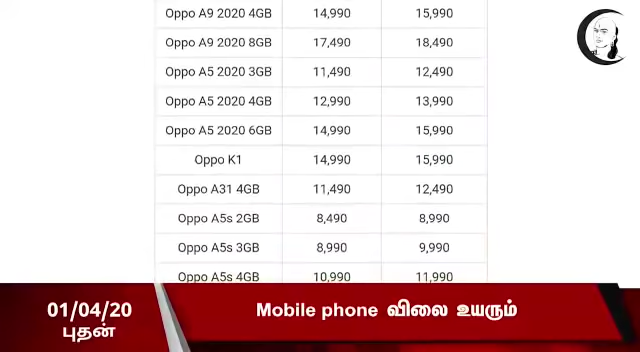 Oppo A9 2020 4GB 14,990 15,990
Oppo A9 2020 8GB 17,490 18,490
Oppo A5 2020 3GB 11,490 12,490
Oppo A5 2020 4GB 12,990 13,990
Oppo A5 2020 6GB 14,990 15,990
Oppo K1 14,990 15,990
Oppo A31 4GB 11,490 12,490
Oppo A5s 2GB 8,490 8,990
Oppo A5s 3GB 8,990 9,990
Oppo A5s 4GB 10,990 11,990
01/04/20
புதன்
Mobile phone விலை உயரும்